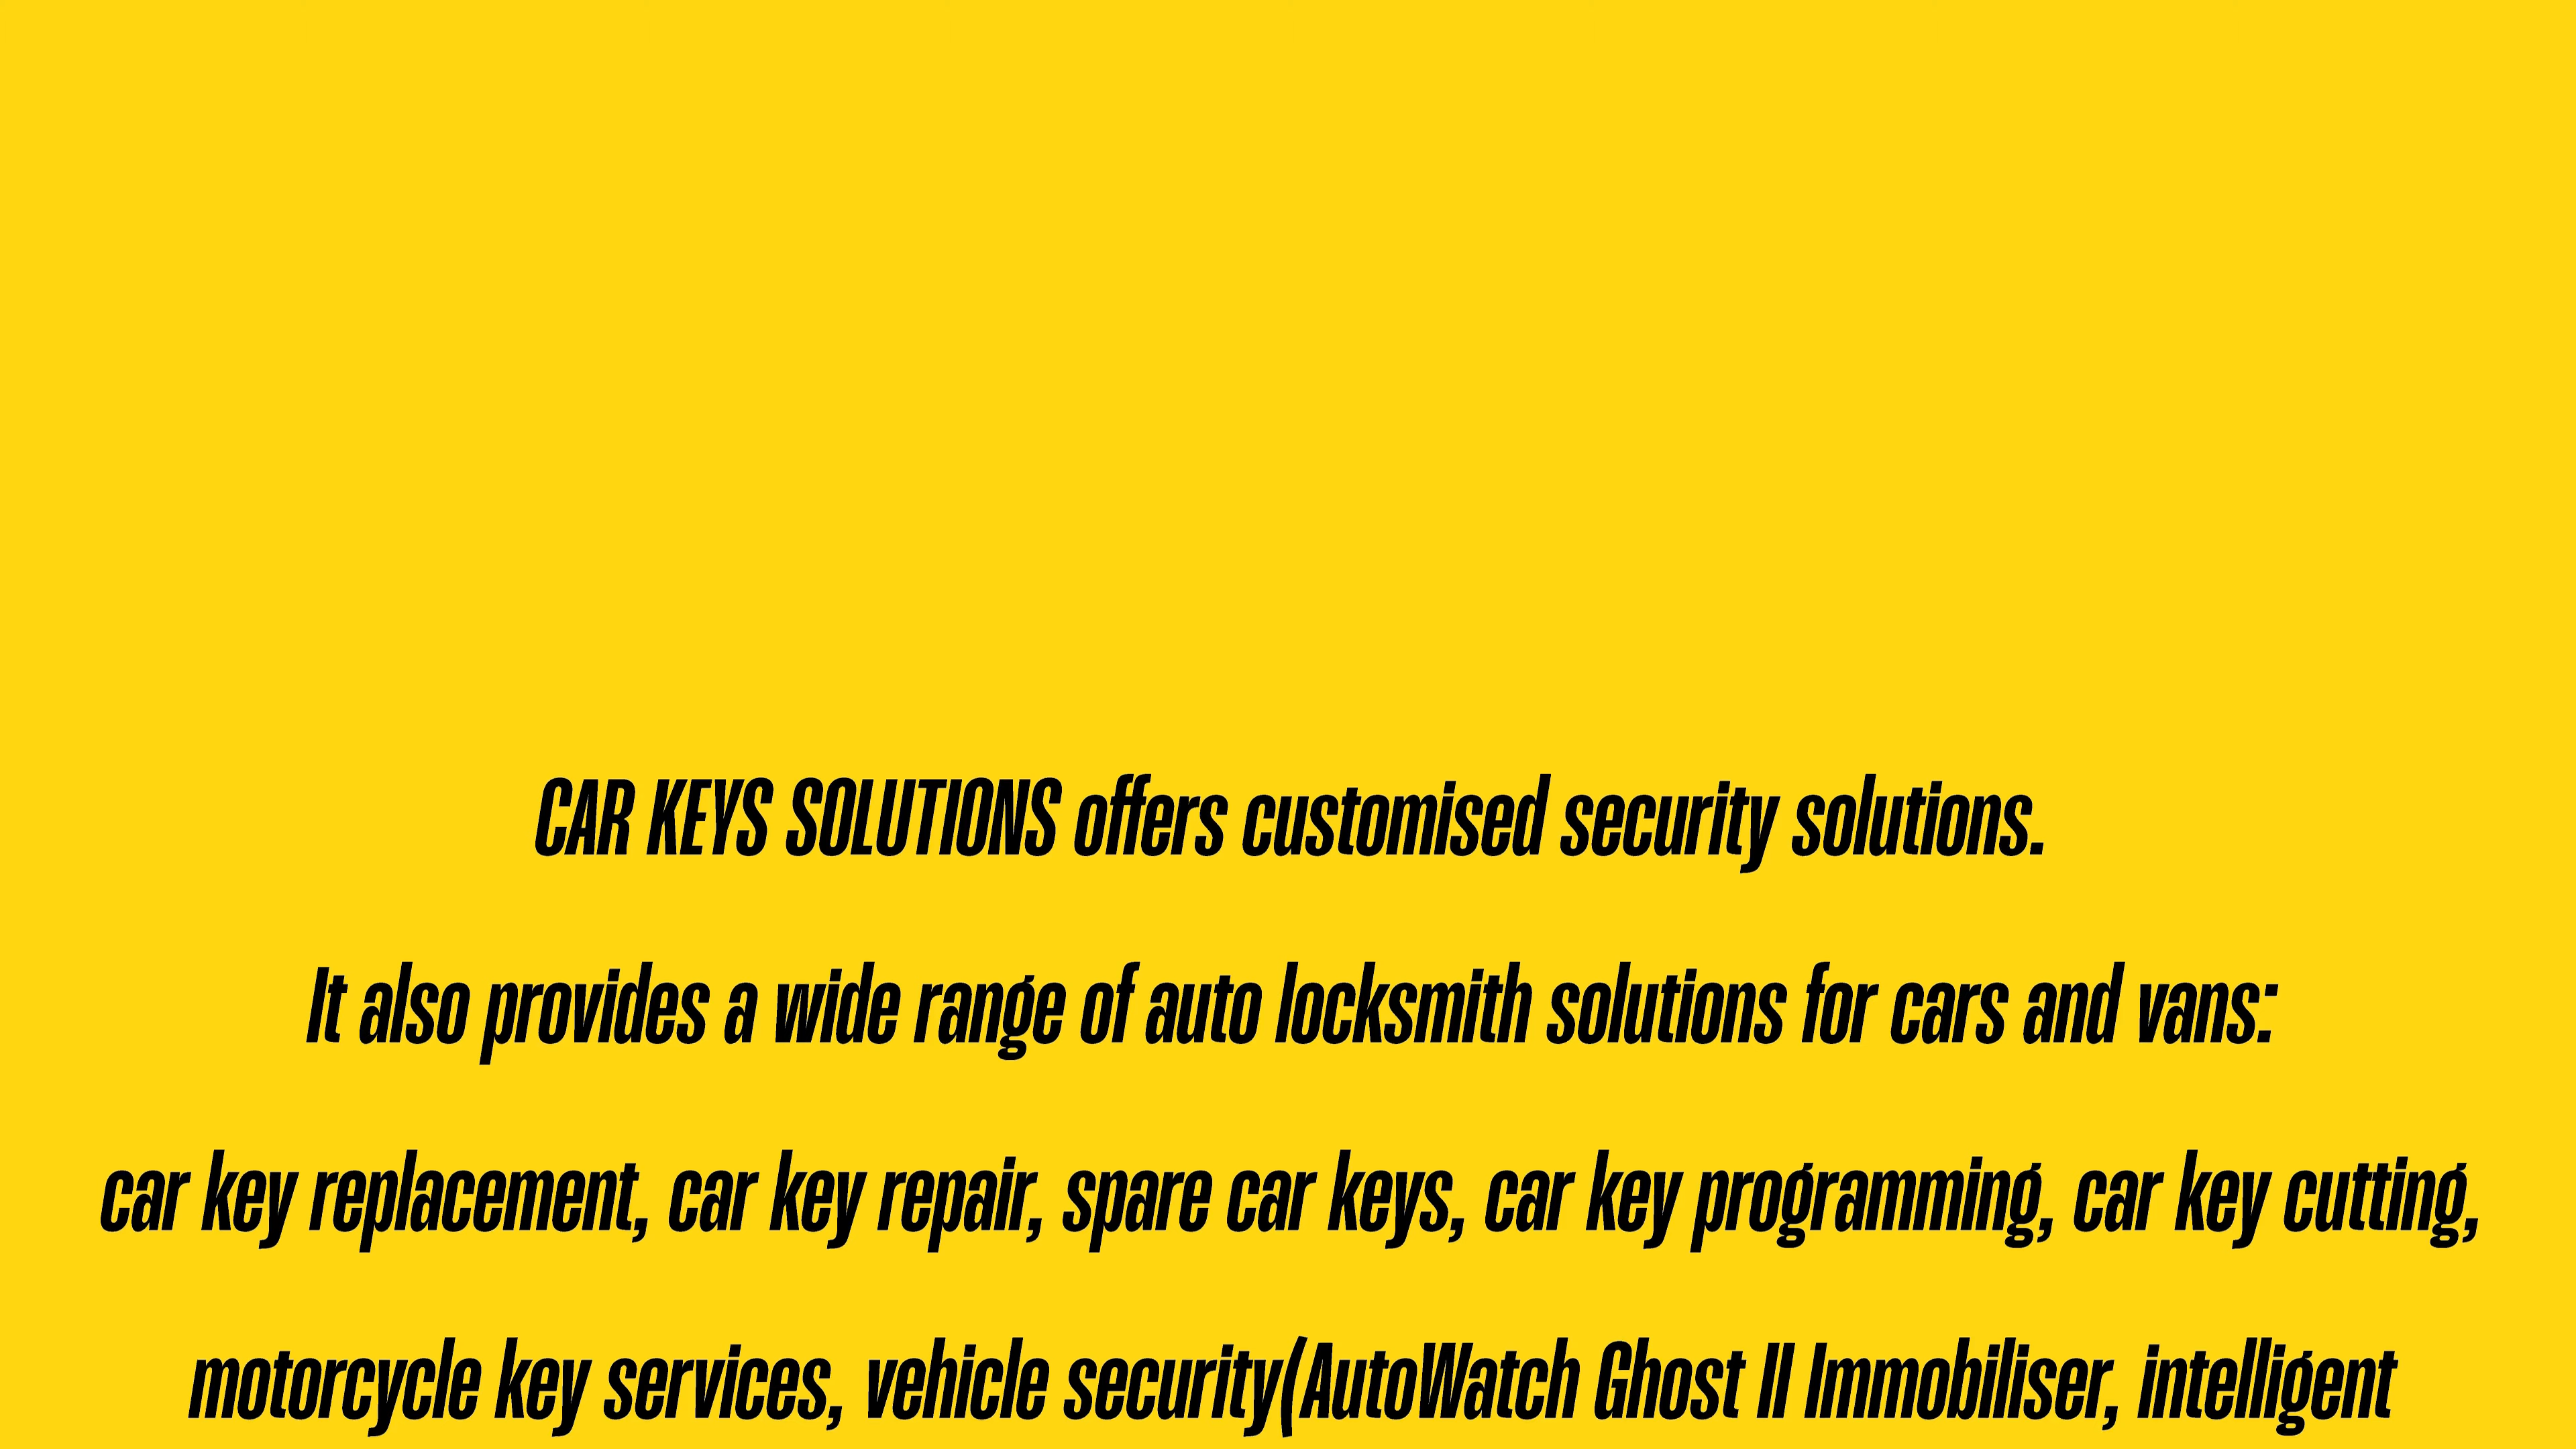 CAR KEYS SOLUTIONS offers customised security solutions.
It also provides a wide range of auto locksmith solutions for cars and vans:
car key replacement, car key repair, spare car keys, car key programming, car key cutting,
motorcycle key services, vehicle security(AutoWatch Ghost II Immobiliser, intelligent